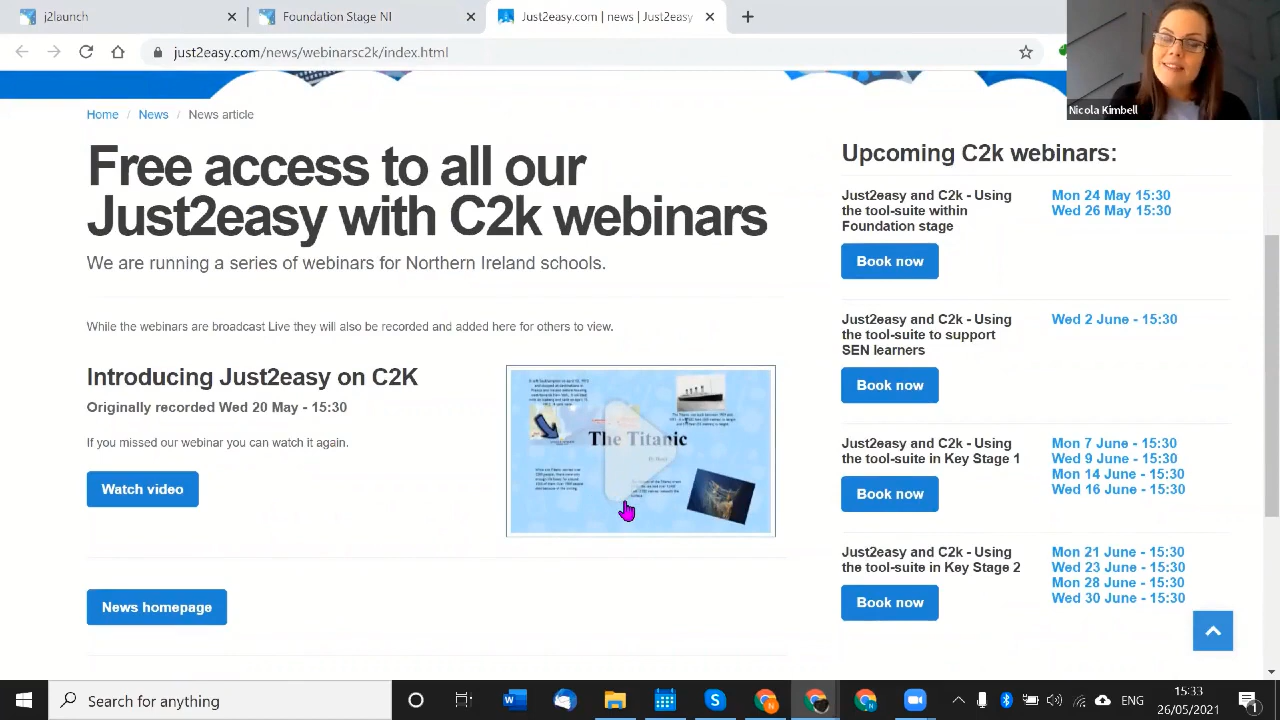 j2launch
Foundation Stage NI
Just2easy.com | news | Just2easy
just2easy.com/news/webinarsc2k/index.html
Nicola Kimbell
Home / News / News article
Free access to all our
Just2easy with C2k webinars
We are running a series of webinars for Northern Ireland schools.
While the webinars are broadcast Live they will also be recorded and added here for others to view.
Introducing Just2easy on C2K
Originally recorded Wed 20 May - 15:30
If you missed our webinar you can watch it again.
Watch video
The Titanic
News homepage
Upcoming C2k webinars:
Just2easy and C2k - Using
the tool-suite within
Foundation stage
Mon 24 May 15:30
Wed 26 May 15:30
Book now
Just2easy and C2k - Using
the tool-suite to support
SEN learners
Wed 2 June - 15:30
Book now
Just2easy and C2k - Using
the tool-suite in Key Stage 1
Mon 7 June - 15:30
Wed 9 June - 15:30
Mon 14 June - 15:30
Wed 16 June - 15:30
Book now
Just2easy and C2k - Using
the tool-suite in Key Stage 2
Mon 21 June - 15:30
Wed 23 June - 15:30
Mon 28 June - 15:30
Wed 30 June - 15:30
Book now
Search for anything
ENG
15:33
26/05/2021